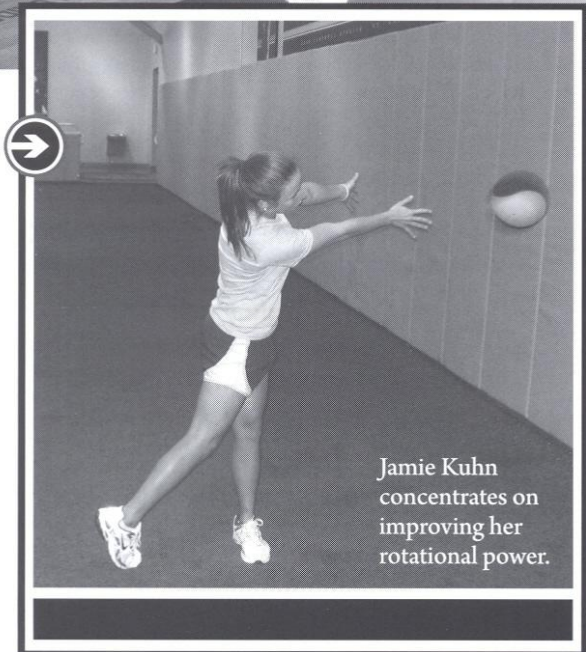 Jamie Kuhn
concentrates on
improving her
rotational power.